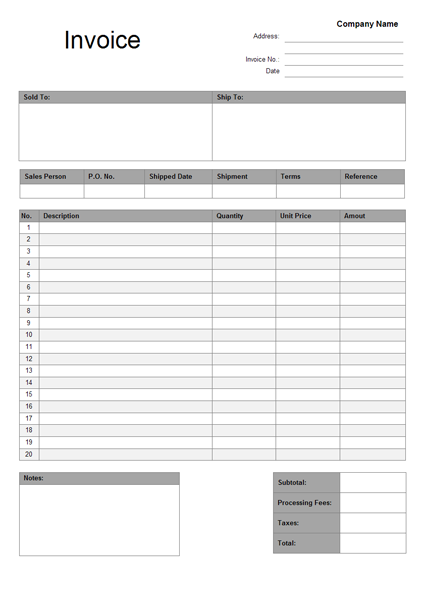 Company Name
Invoice
Address:
Invoice No.:
Date
Sold To: Ship To:
Sales Person P.O. No. Shipped Date Shipment Terms Reference
No. Description Quantity Unit Price Amout
1
2
3
4
5
6
7
8
9
10
11
12
13
14
15
16
17
18
19
20
Notes:
Subtotal:
Processing Fees:
Taxes:
Total: